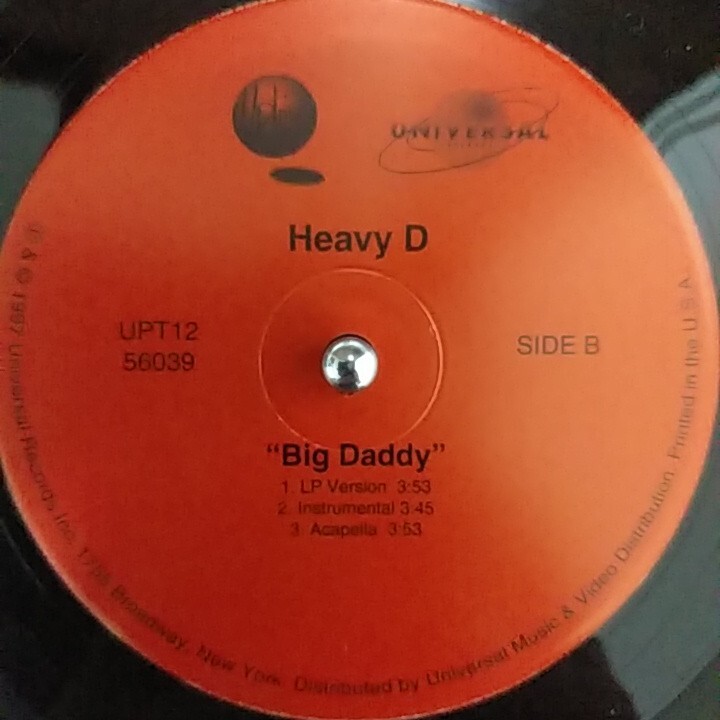 UNIVERSAL
Heavy D
UPT12
56039
SIDE B
“Big Daddy”
1. LP Version 3:53
2. Instrumental 3:45
3. Acapella 3:53
℗ & © 1997 Universal Records Inc. 1755 Broadway, New York. Distributed by Universal Music & Video Distribution. Printed in the U.S.A.